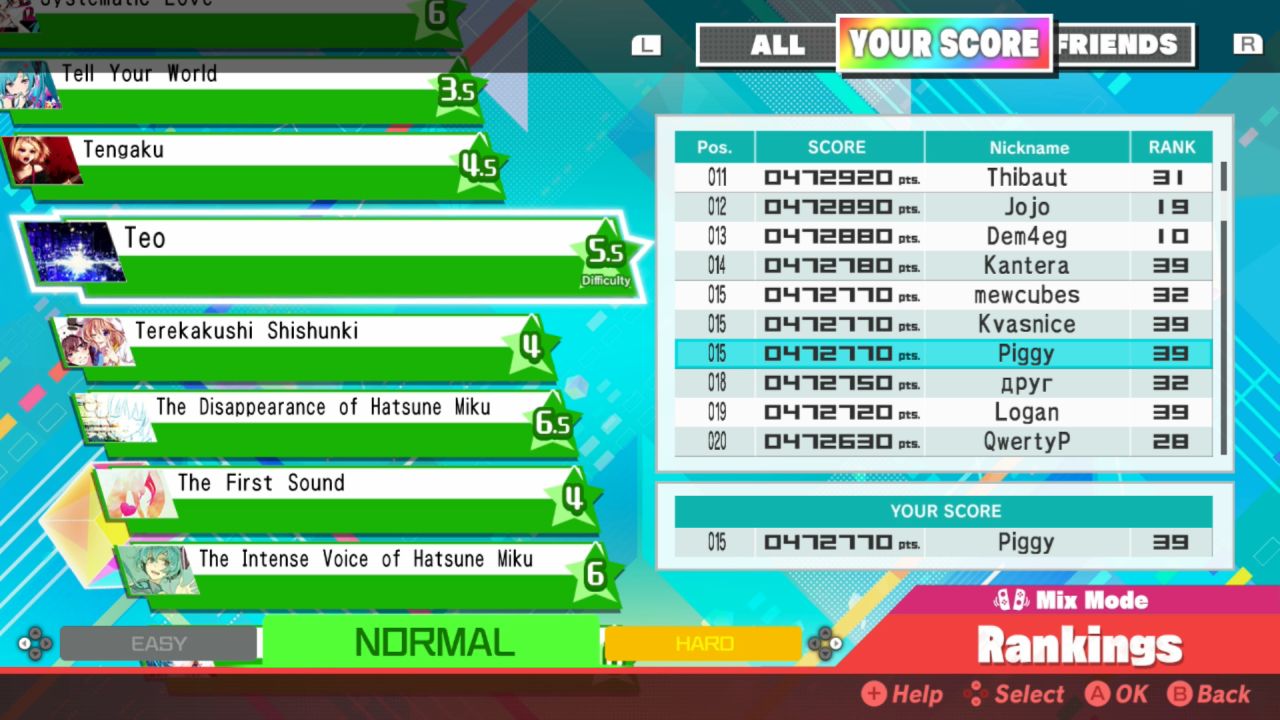 Systematic Love
6
L
ALL
YOUR SCORE
FRIENDS
R
Tell Your World
3.5
Tengaku
4.5
Teo
5.5
Difficulty
Terekakushi Shishunki
4
The Disappearance of Hatsune Miku
6.5
The First Sound
4
The Intense Voice of Hatsune Miku
6
Pos. SCORE Nickname RANK
011 0472920 pts. Thibaut 31
012 0472890 pts. Jojo 19
013 0472880 pts. Dem4eg 10
014 0472780 pts. Kantera 39
015 0472770 pts. mewcubes 32
015 0472770 pts. Kvasnice 39
015 0472770 pts. Piggy 39
018 0472750 pts. друг 32
019 0472720 pts. Logan 39
020 0472630 pts. QwertyP 28
YOUR SCORE
015 0472770 pts. Piggy 39
Mix Mode
Rankings
EASY NORMAL HARD
+ Help Select A OK B Back